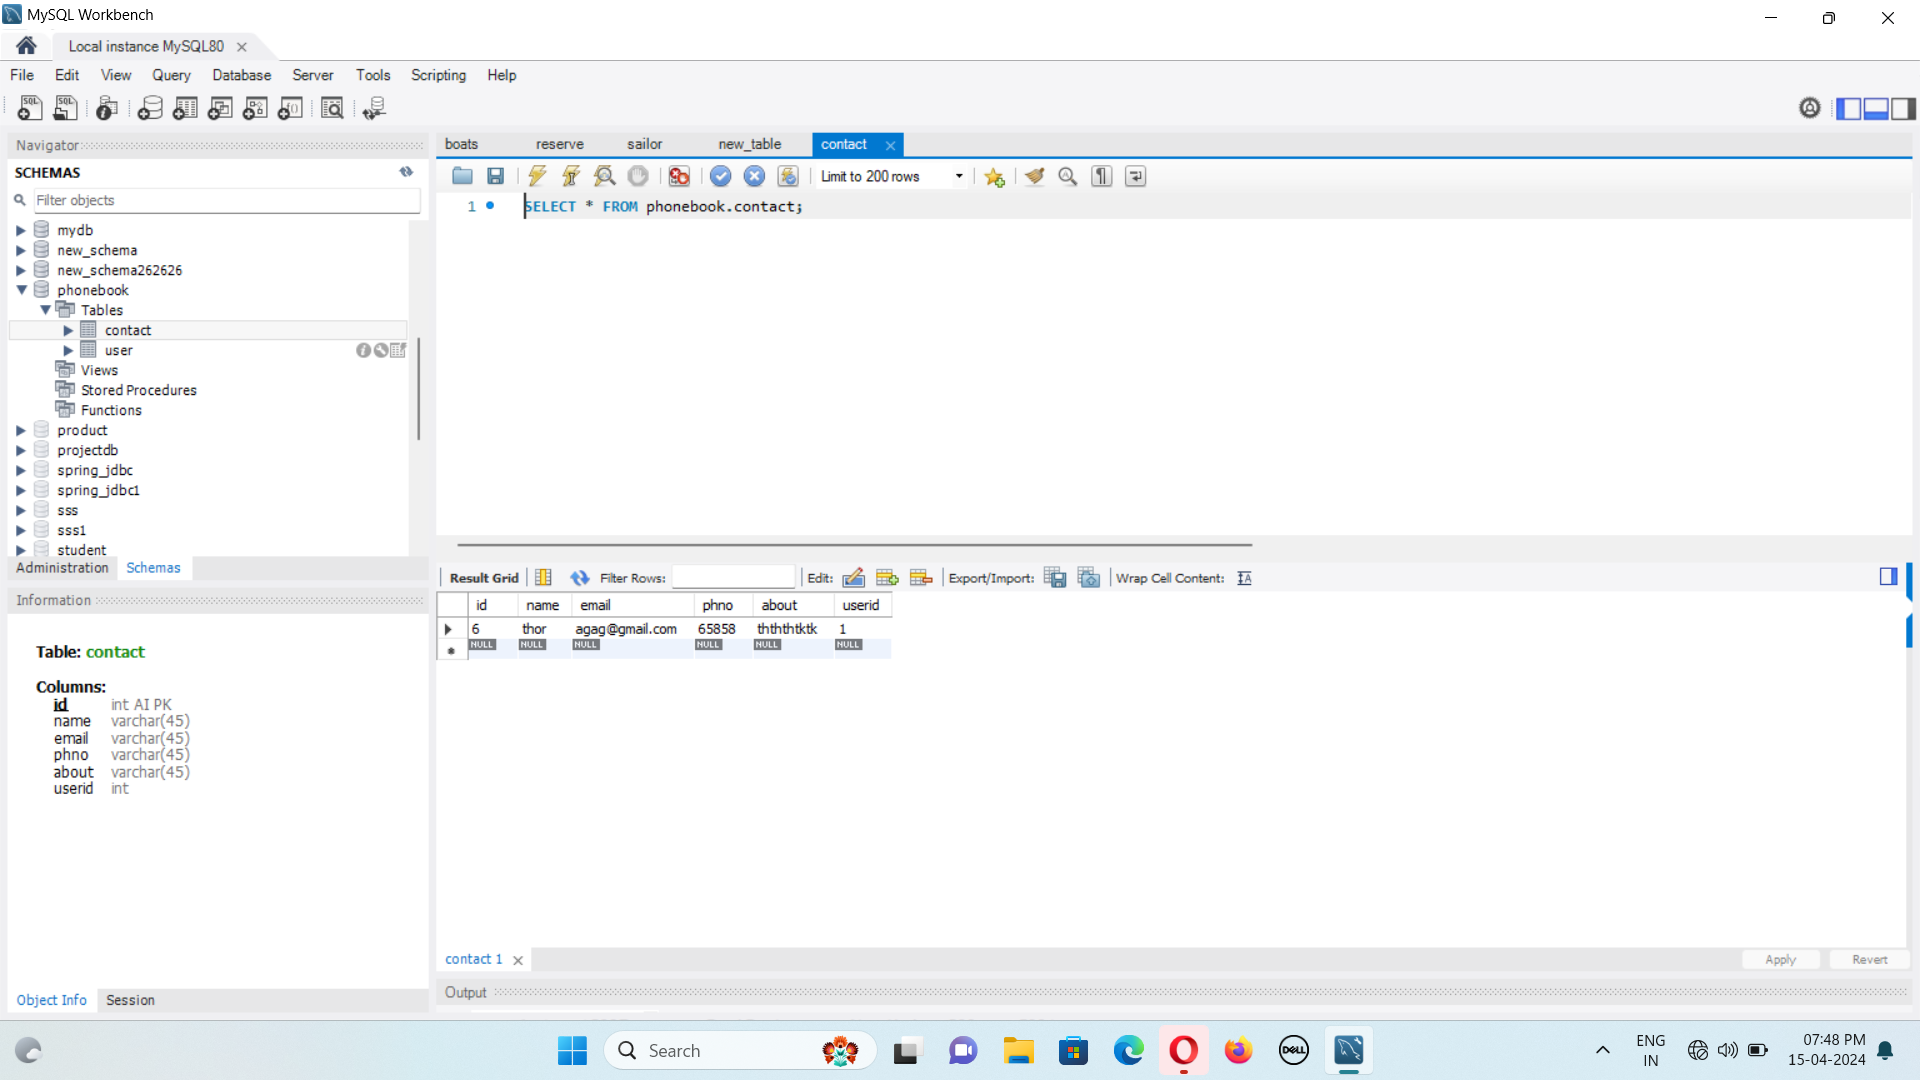 MySQL Workbench
Local instance MySQL80
File Edit View Query Database Server Tools Scripting Help
Navigator
SCHEMAS
Filter objects
mydb
new_schema
new_schema262626
phonebook
Tables
contact
user
Views
Stored Procedures
Functions
product
projectdb
spring_jdbc
spring_jdbc1
sss
sss1
student
Administration Schemas
Information
Table: contact
Columns:
id int AI PK
name varchar(45)
email varchar(45)
phno varchar(45)
about varchar(45)
userid int
Object Info Session
boats reserve sailor new_table contact
Limit to 200 rows
1 SELECT * FROM phonebook.contact;
Result Grid Filter Rows: Edit: Export/Import: Wrap Cell Content:
id name email phno about userid
6 thor agag@gmail.com 65858 thththtktk 1
NULL NULL NULL NULL NULL NULL
contact 1
Apply Revert
Output
Search
DELL
ENG
IN
07:48 PM
15-04-2024